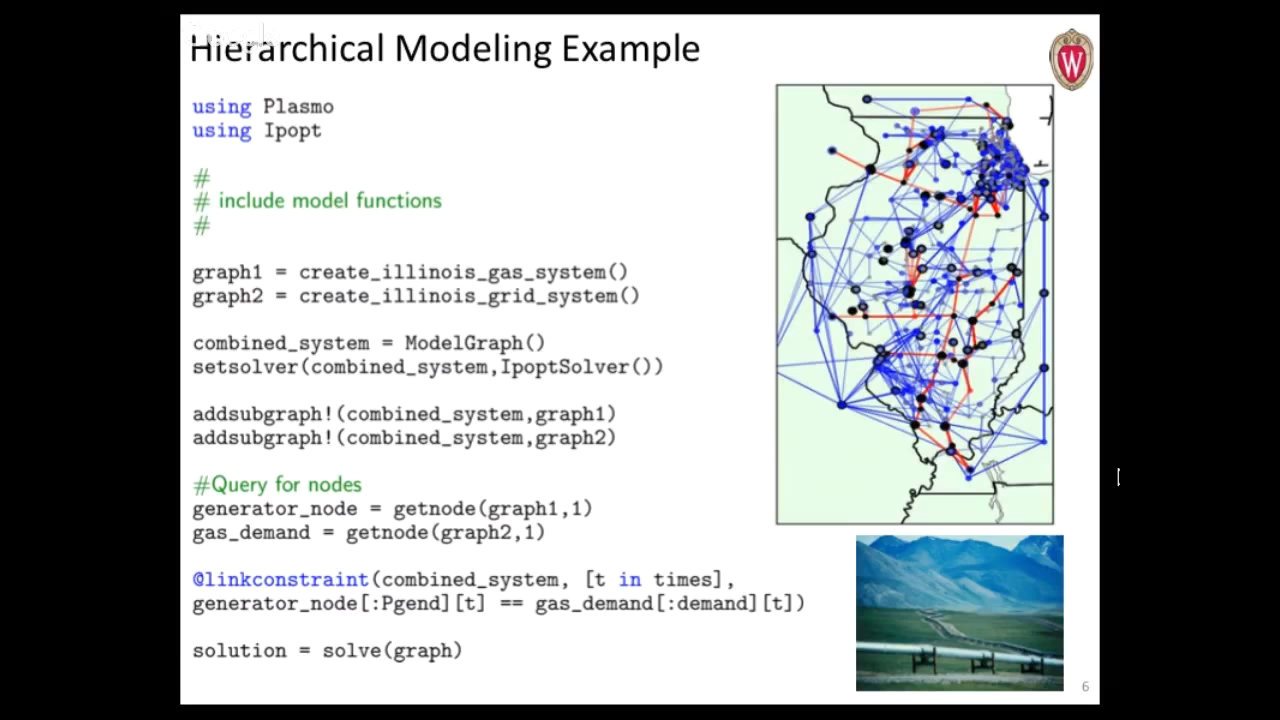 Hierarchical Modeling Example
W
using Plasmo
using Ipopt
#
# include model functions
#
graph1 = create_illinois_gas_system()
graph2 = create_illinois_grid_system()
combined_system = ModelGraph()
setsolver(combined_system,IpoptSolver())
addsubgraph!(combined_system,graph1)
addsubgraph!(combined_system,graph2)
#Query for nodes
generator_node = getnode(graph1,1)
gas_demand = getnode(graph2,1)
@linkconstraint(combined_system, [t in times],
generator_node[:Pgend][t] == gas_demand[:demand][t])
solution = solve(graph)
6